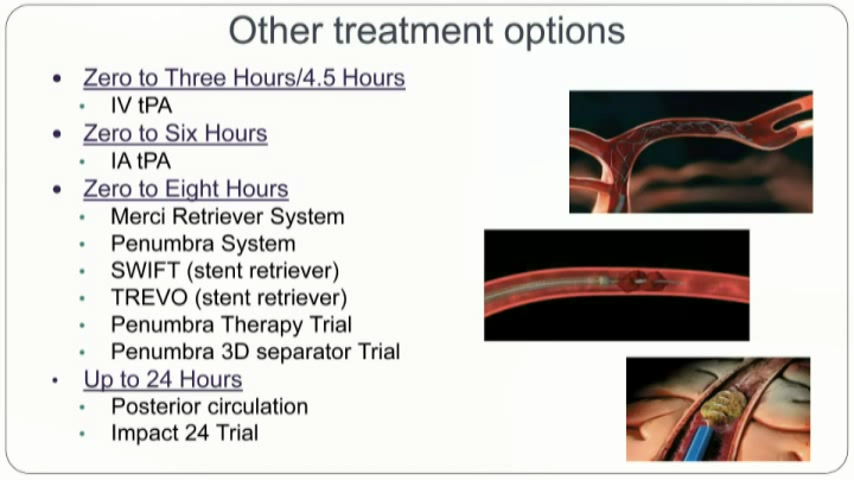 Other treatment options
• Zero to Three Hours/4.5 Hours
• IV tPA
• Zero to Six Hours
• IA tPA
• Zero to Eight Hours
• Merci Retriever System
• Penumbra System
• SWIFT (stent retriever)
• TREVO (stent retriever)
• Penumbra Therapy Trial
• Penumbra 3D separator Trial
• Up to 24 Hours
• Posterior circulation
• Impact 24 Trial